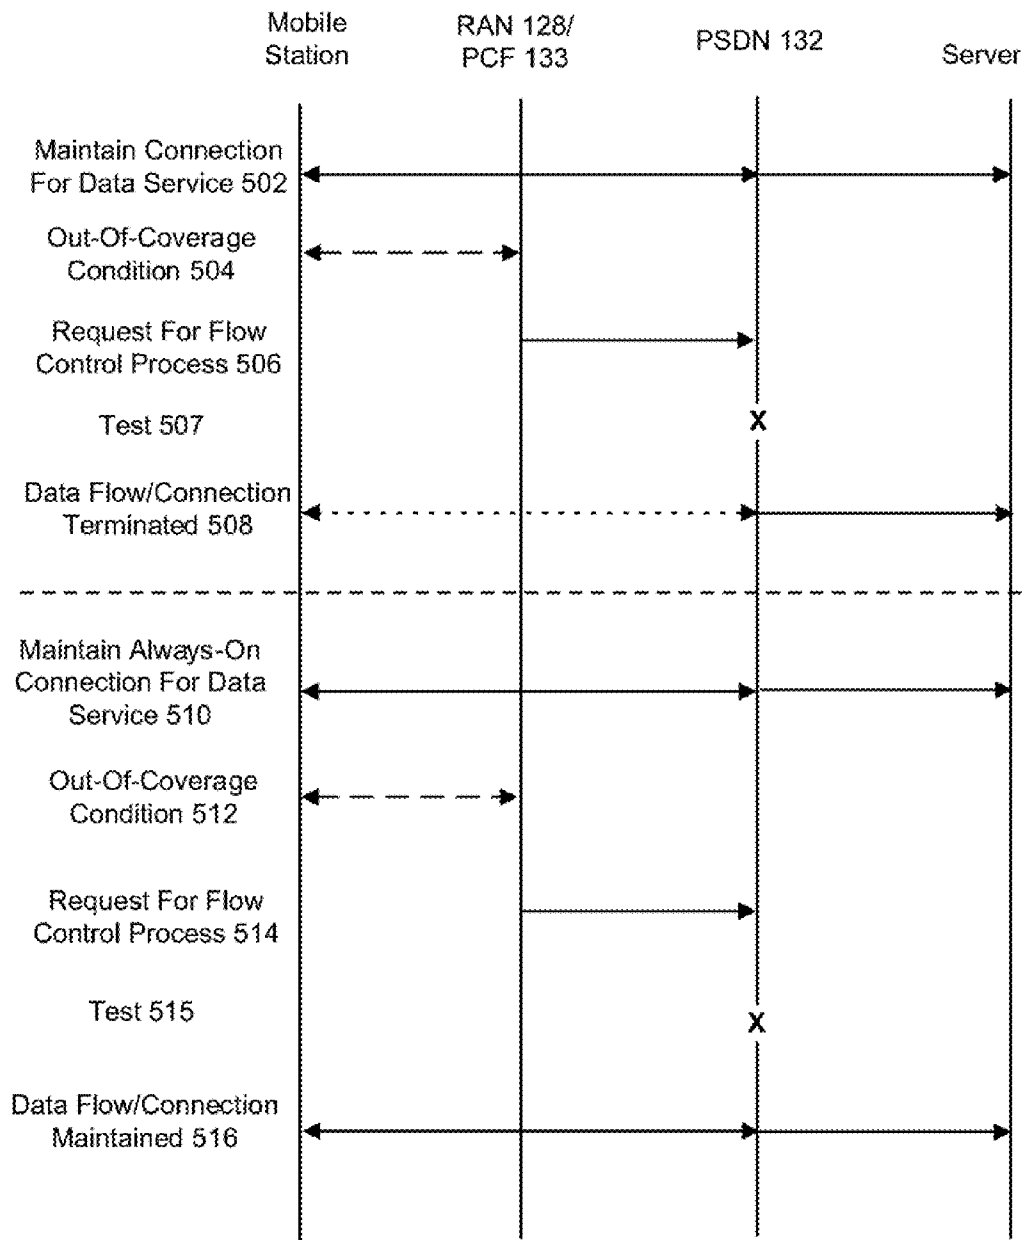 Mobile
Station
RAN 128/
PCF 133
PSDN 132
Server
Maintain Connection
For Data Service 502
Out-Of-Coverage
Condition 504
Request For Flow
Control Process 506
Test 507
X
Data Flow/Connection
Terminated 508
Maintain Always-On
Connection For Data
Service 510
Out-Of-Coverage
Condition 512
Request For Flow
Control Process 514
Test 515
X
Data Flow/Connection
Maintained 516